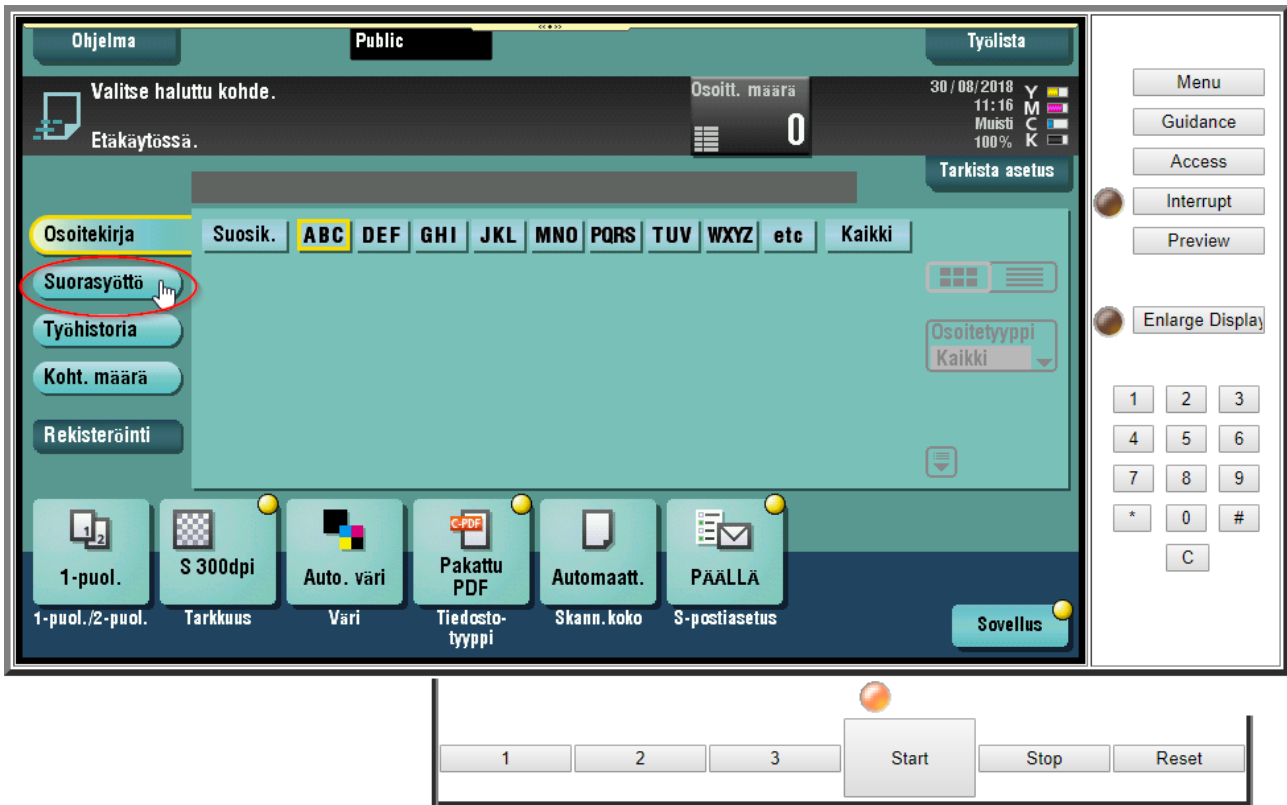 Ohjelma
Public
Työlista
Valitse haluttu kohde.
Etäkäytössä.
Osoitt. määrä
0
30/08/2018
11:16
Muisti
100%
Y
M
C
K
Tarkista asetus
Osoitekirja
Suosik. ABC DEF GHI JKL MNO PQRS TUV WXYZ etc Kaikki
Suorasyöttö
Työhistoria
Koht. määrä
Rekisteröinti
Osoitetyyppi
Kaikki
1 2
1-puol.
1-puol./2-puol.
S 300dpi
Tarkkuus
Auto. väri
Väri
C-PDF
Pakattu
PDF
Tiedosto-
tyyppi
Automaatt.
Skann.koko
PÄÄLLÄ
S-postiasetus
Sovellus
Menu
Guidance
Access
Interrupt
Preview
Enlarge Display
1 2 3
4 5 6
7 8 9
* 0 #
C
1 2 3 Start Stop Reset